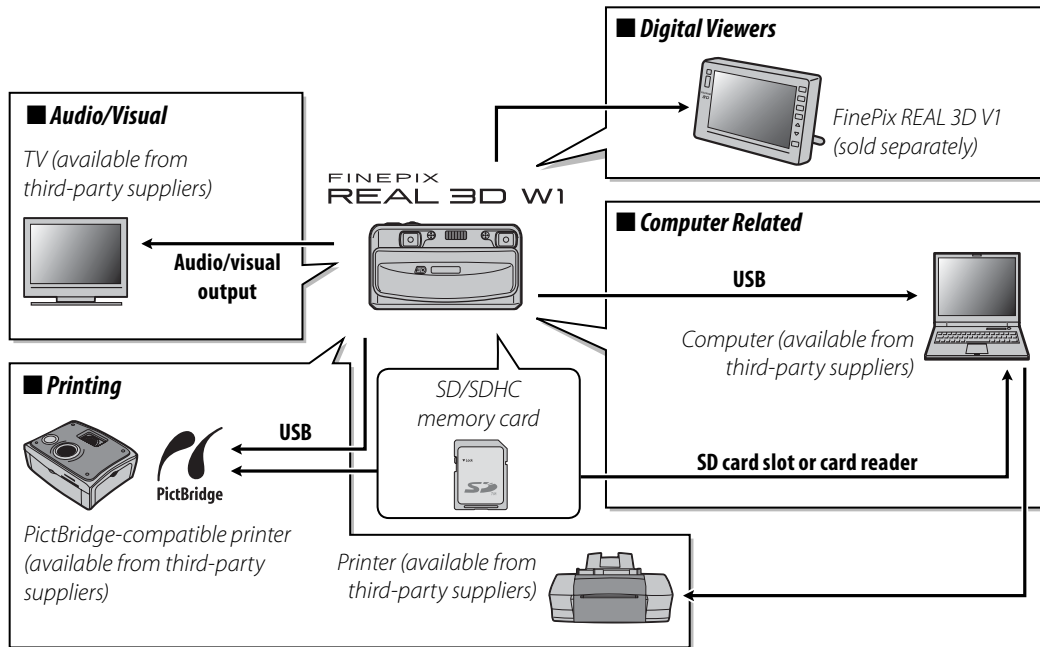 ■ Digital Viewers
FinePix REAL 3D V1
(sold separately)
■ Audio/Visual
TV (available from
third-party suppliers)
Audio/visual
output
FINEPIX
REAL 3D W1
■ Computer Related
USB
Computer (available from
third-party suppliers)
SD card slot or card reader
SD/SDHC
memory card
SD
■ Printing
USB
PictBridge
PictBridge-compatible printer
(available from third-party
suppliers)
Printer (available from
third-party suppliers)